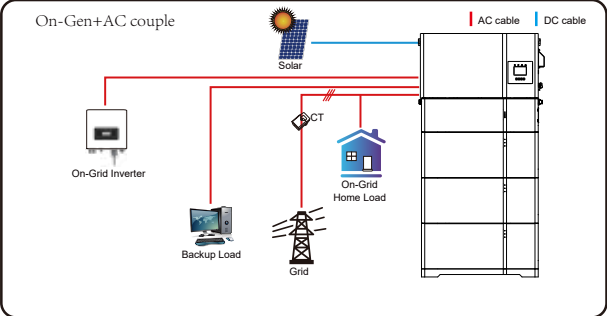 On-Gen+AC couple
AC cable
DC cable
Solar
CT
On-Grid Inverter
On-Grid
Home Load
Backup Load
Grid